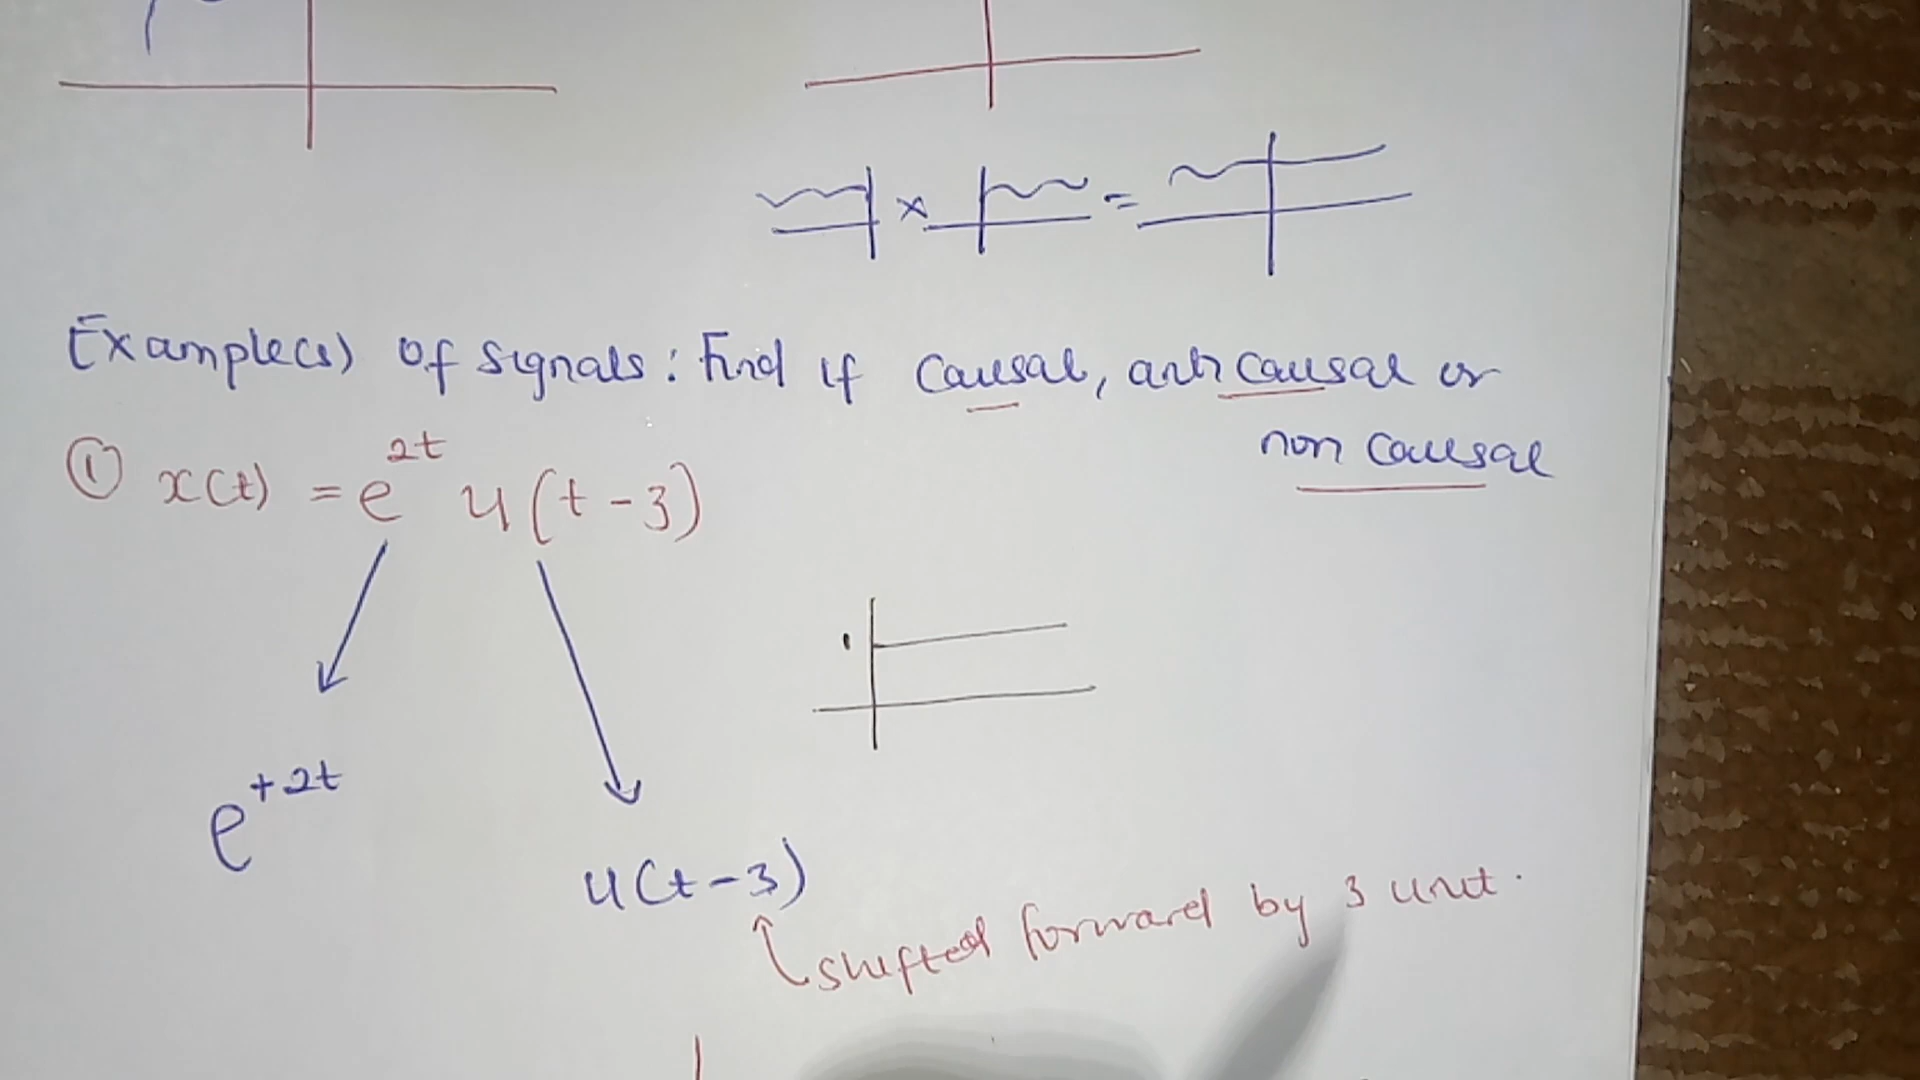 × =
Example(s) of signals : Find if causal, anti causal or
non causal
① x(t) = e^{2t} u(t-3)
e^{+2t}
u(t-3)
shifted forward by 3 unit.